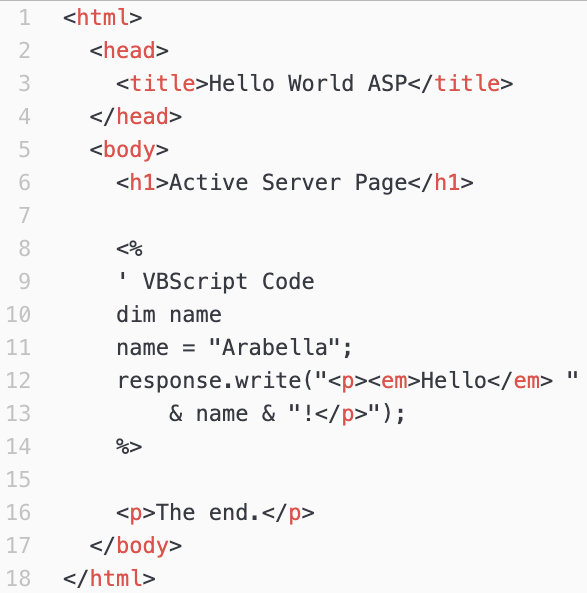 1 <html>
2   <head>
3     <title>Hello World ASP</title>
4   </head>
5   <body>
6     <h1>Active Server Page</h1>
7
8     <%
9     ' VBScript Code
10     dim name
11     name = "Arabella";
12     response.write("<p><em>Hello</em> "
13         & name & "!</p>");
14     %>
15
16     <p>The end.</p>
17   </body>
18 </html>